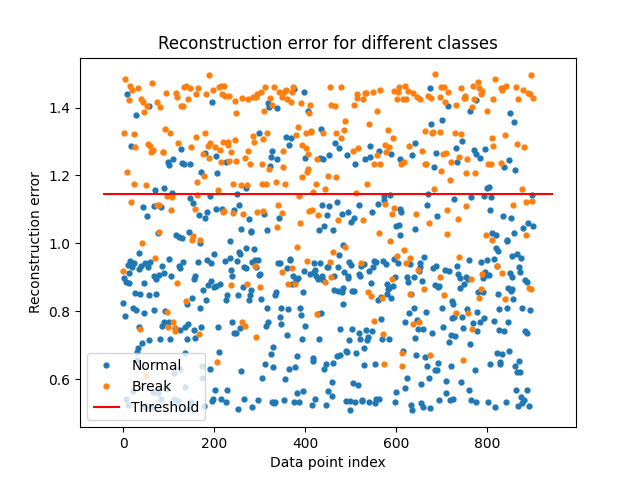 Reconstruction error for different classes
Reconstruction error
1.4
1.2
1.0
0.8
0.6
Normal
Break
Threshold
0
200
400
600
800
Data point index